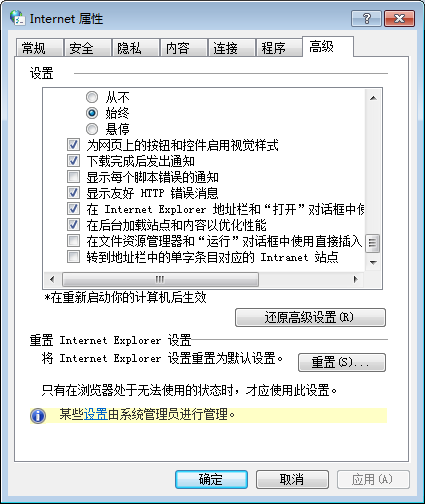 Internet 属性
常规 安全 隐私 内容 连接 程序 高级
设置
从不
始终
悬停
为网页上的按钮和控件启用视觉样式
下载完成后发出通知
显示每个脚本错误的通知
显示友好 HTTP 错误消息
在 Internet Explorer 地址栏和“打开”对话框中使
在后台加载站点和内容以优化性能
在文件资源管理器和“运行”对话框中使用直接插入
转到地址栏中的单字条目对应的 Intranet 站点
*在重新启动你的计算机后生效
还原高级设置(R)
重置 Internet Explorer 设置
将 Internet Explorer 设置重置为默认设置。
重置(S)...
只有在浏览器处于无法使用的状态时，才应使用此设置。
某些设置由系统管理员进行管理。
确定 取消 应用(A)